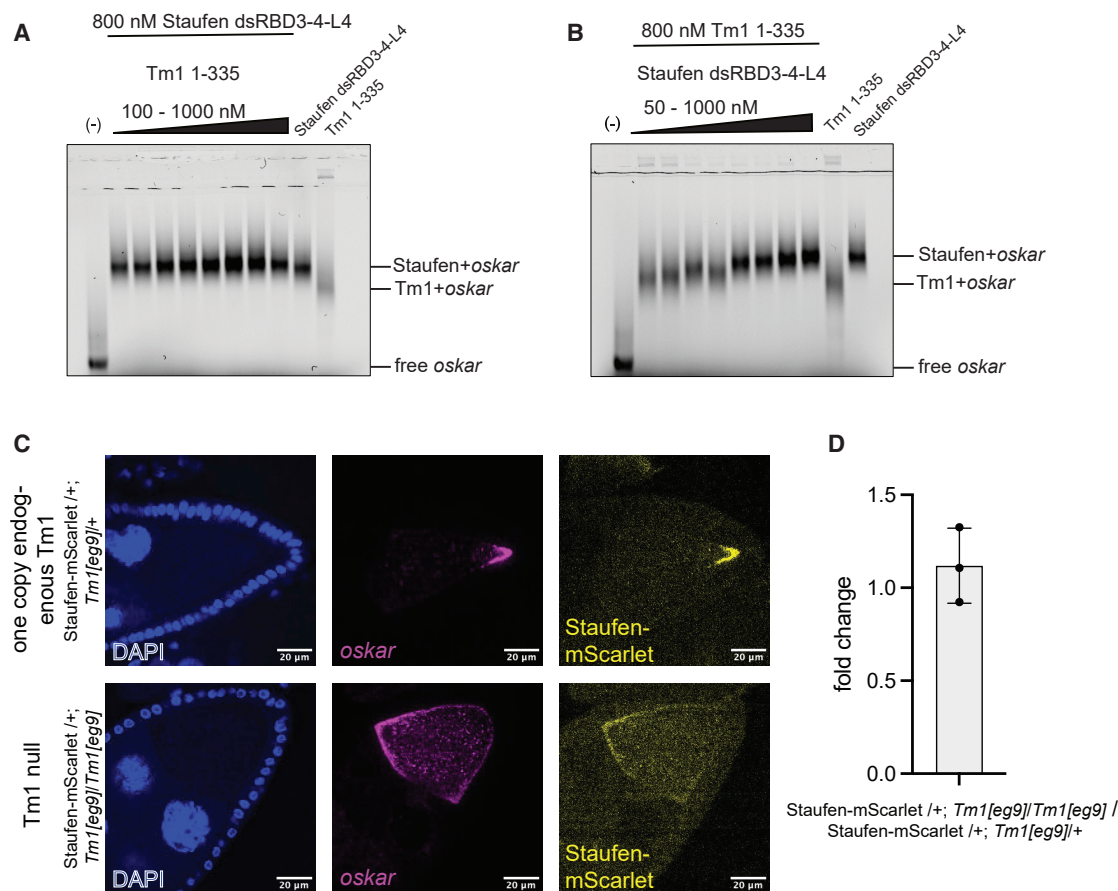 A
800 nM Staufen dsRBD3-4-L4
Tm1 1-335
100 - 1000 nM
(-)
Staufen dsRBD3-4-L4
Tm1 1-335
Staufen+oskar
Tm1+oskar
free oskar
B
800 nM Tm1 1-335
Staufen dsRBD3-4-L4
50 - 1000 nM
(-)
Tm1 1-335
Staufen dsRBD3-4-L4
Staufen+oskar
Tm1+oskar
free oskar
C
one copy endog-
enous Tm1
Staufen-mScarlet /+;
Tm1[eg9]/+
DAPI
20 µm
oskar
20 µm
Staufen-
mScarlet
20 µm
Tm1 null
Staufen-mScarlet /+;
Tm1[eg9]/Tm1[eg9]
DAPI
20 µm
oskar
20 µm
Staufen-
mScarlet
20 µm
D
fold change
1.5
1.0
0.5
0.0
Staufen-mScarlet /+; Tm1[eg9]/Tm1[eg9] /
Staufen-mScarlet /+; Tm1[eg9]/+